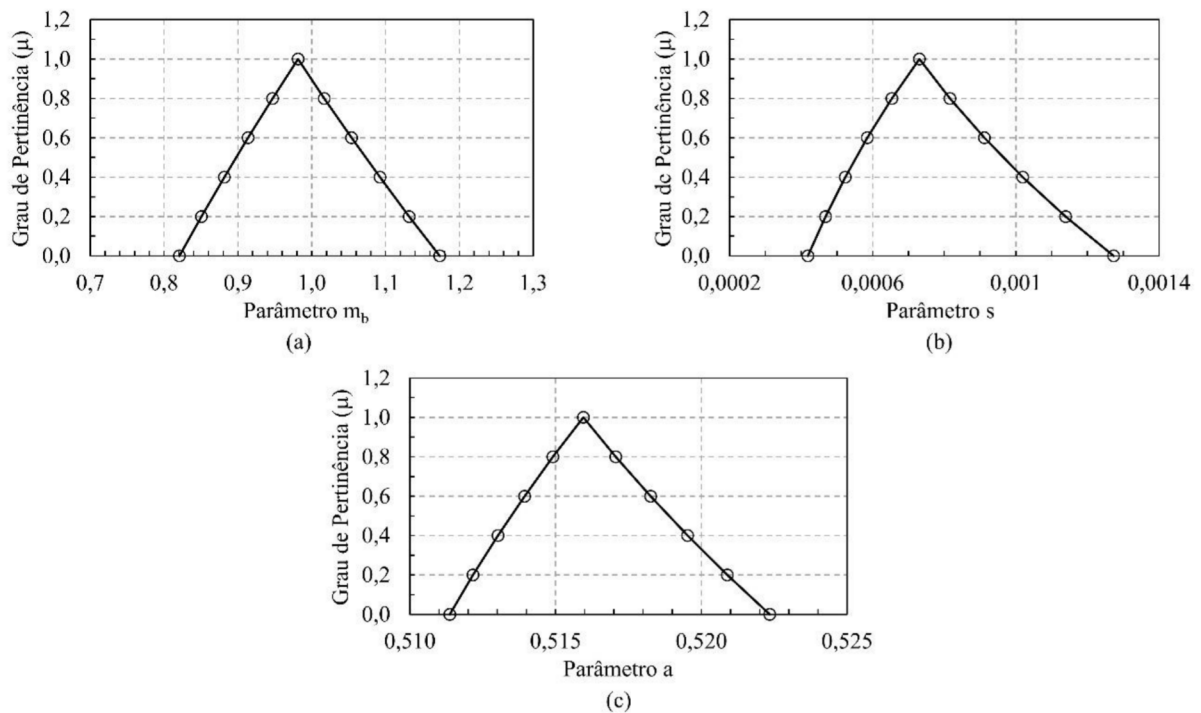 1,2
1,0
0,8
0,6
0,4
0,2
0,0
Grau de Pertinência (μ)
0,7 0,8 0,9 1,0 1,1 1,2 1,3
Parâmetro m_b
(a)
1,2
1,0
0,8
0,6
0,4
0,2
0,0
Grau de Pertinência (μ)
0,0002 0,0006 0,001 0,0014
Parâmetro s
(b)
1,2
1,0
0,8
0,6
0,4
0,2
0,0
Grau de Pertinência (μ)
0,510 0,515 0,520 0,525
Parâmetro a
(c)